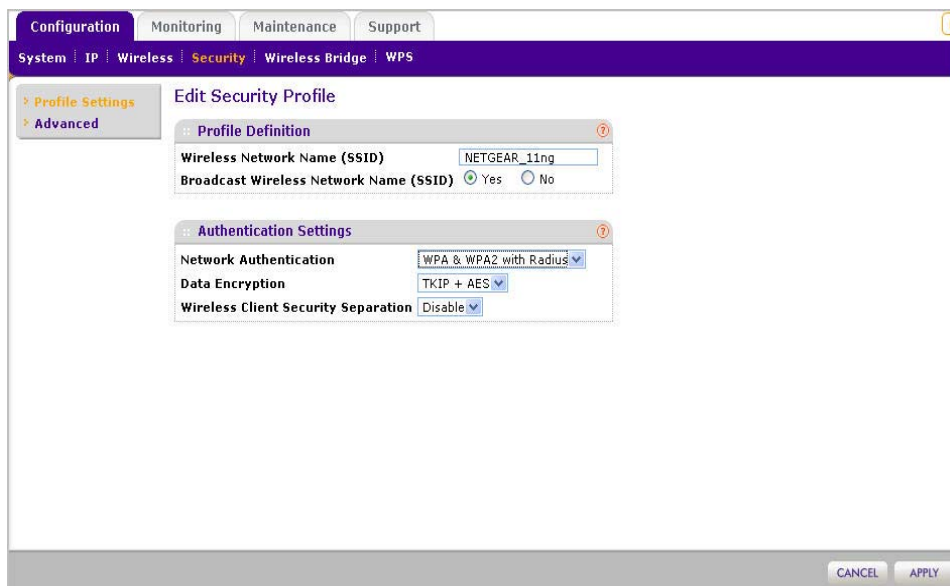 Configuration Monitoring Maintenance Support
System IP Wireless Security Wireless Bridge WPS
Profile Settings
Advanced
Edit Security Profile
Profile Definition ?
Wireless Network Name (SSID) NETGEAR_11ng
Broadcast Wireless Network Name (SSID) Yes No
Authentication Settings ?
Network Authentication WPA & WPA2 with Radius
Data Encryption TKIP + AES
Wireless Client Security Separation Disable
CANCEL APPLY